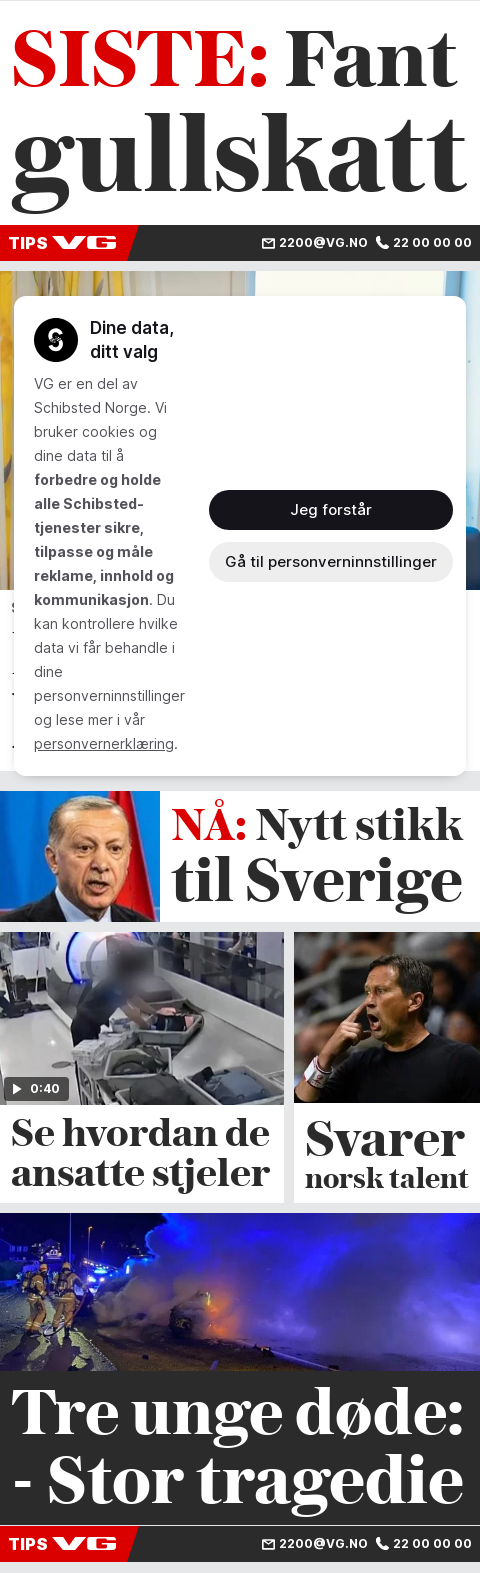 SISTE: Fant
gullskatt
TIPS VG 2200@VG.NO 22 00 00 00
Dine data,
ditt valg
VG er en del av
Schibsted Norge. Vi
bruker cookies og
dine data til å
forbedre og holde
alle Schibsted-
tjenester sikre,
tilpasse og måle
reklame, innhold og
kommunikasjon. Du
kan kontrollere hvilke
data vi får behandle i
dine
personverninnstillinger
og lese mer i vår
personvernerklæring.
Jeg forstår
Gå til personverninnstillinger
NÅ: Nytt stikk
til Sverige
0:40
Se hvordan de
ansatte stjeler
Svarer
norsk talent
Tre unge døde:
- Stor tragedie
TIPS VG 2200@VG.NO 22 00 00 00